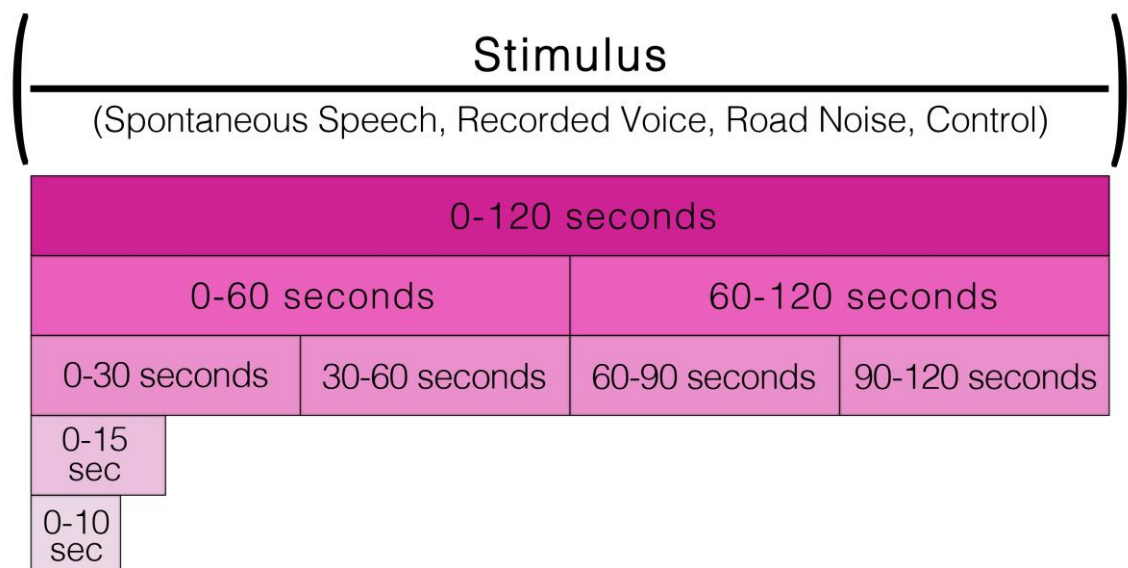 Stimulus
(Spontaneous Speech, Recorded Voice, Road Noise, Control)
0-120 seconds
0-60 seconds
60-120 seconds
0-30 seconds
30-60 seconds
60-90 seconds
90-120 seconds
0-15
sec
0-10
sec